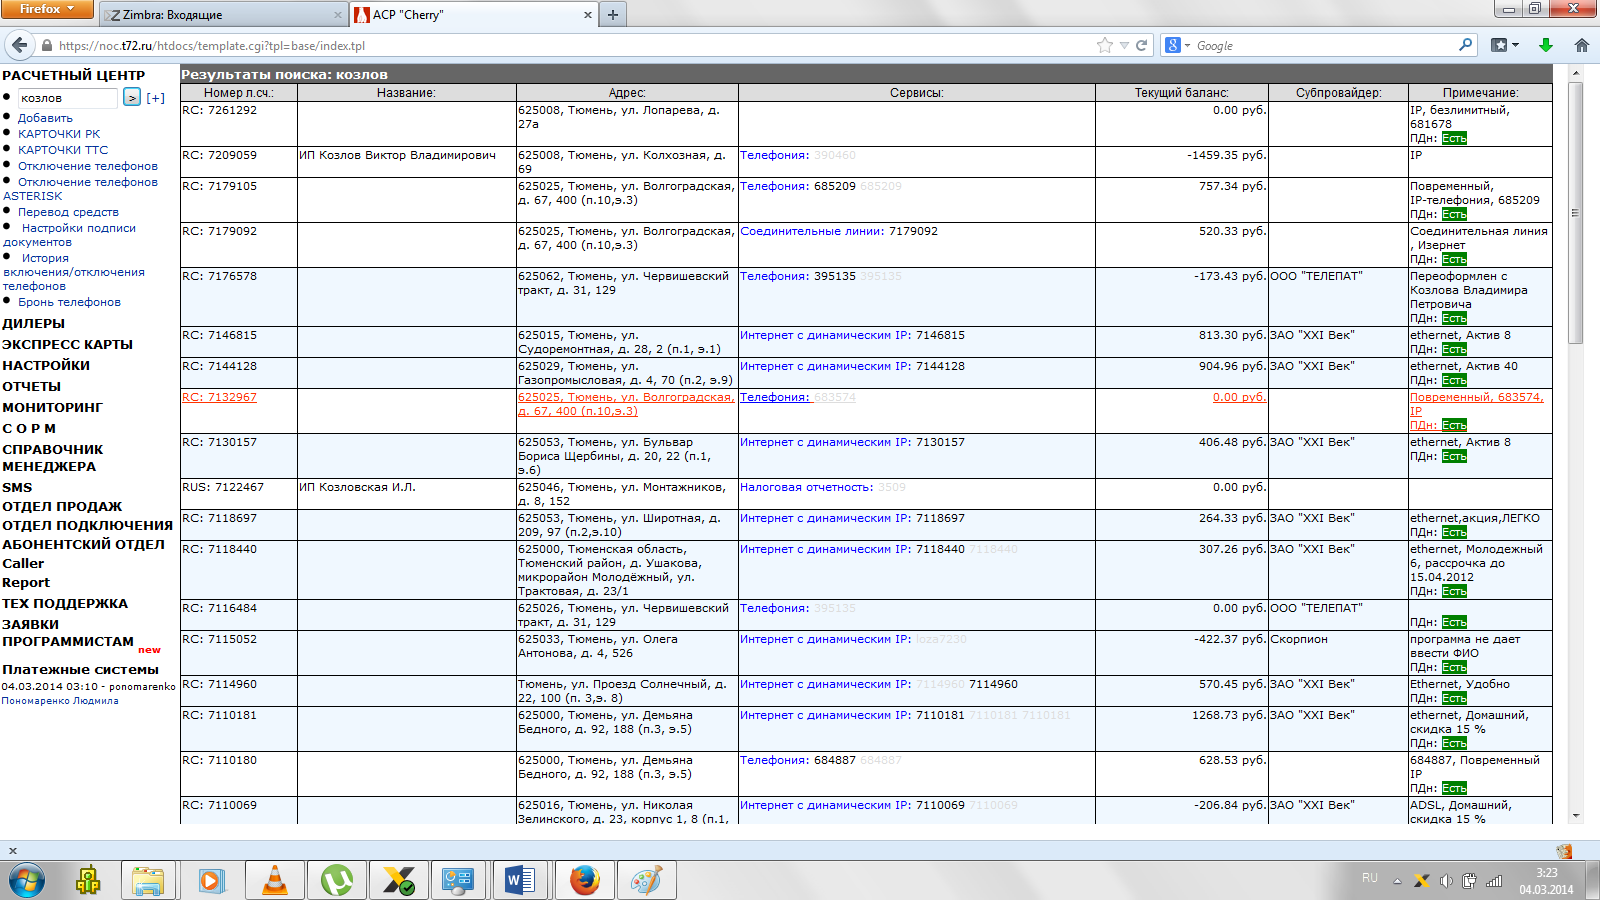 Firefox
Zimbra: Входящие
ACP "Cherry"
https://noc.t72.ru/htdocs/template.cgi?tpl=base/index.tpl
Google
РАСЧЕТНЫЙ ЦЕНТР
козлов > [+]
Добавить
КАРТОЧКИ РК
КАРТОЧКИ ТТС
Отключение телефонов
Отключение телефонов
ASTERISK
Перевод средств
Настройки подписи
документов
История
включения/отключения
телефонов
Бронь телефонов
ДИЛЕРЫ
ЭКСПРЕСС КАРТЫ
НАСТРОЙКИ
ОТЧЕТЫ
МОНИТОРИНГ
С О Р М
СПРАВОЧНИК
МЕНЕДЖЕРА
SMS
ОТДЕЛ ПРОДАЖ
ОТДЕЛ ПОДКЛЮЧЕНИЯ
АБОНЕНТСКИЙ ОТДЕЛ
Caller
Report
ТЕХ ПОДДЕРЖКА
ЗАЯВКИ
ПРОГРАММИСТАМ new
Платежные системы
04.03.2014 03:10 - ponomarenko
Пономаренко Людмила
Результаты поиска: козлов
Номер л.сч.: Название: Адрес: Сервисы: Текущий баланс: Субпровайдер: Примечание:
RC: 7261292 625008, Тюмень, ул. Лопарева, д. 0.00 руб. IP, безлимитный,
27а 681678
ПДн: Есть
RC: 7209059 ИП Козлов Виктор Владимирович 625008, Тюмень, ул. Колхозная, д. Телефония: 390460 -1459.35 руб. IP
69
RC: 7179105 625025, Тюмень, ул. Волгоградская, Телефония: 685209 685209 757.34 руб. Повременный,
д. 67, 400 (п.10,э.3) IP-телефония, 685209
ПДн: Есть
RC: 7179092 625025, Тюмень, ул. Волгоградская, Соединительные линии: 7179092 520.33 руб. Соединительная линия
д. 67, 400 (п.10,э.3) , Изернет
ПДн: Есть
RC: 7176578 625062, Тюмень, ул. Червишевский Телефония: 395135 395135 -173.43 руб. ООО "ТЕЛЕПАТ" Переоформлен с
тракт, д. 31, 129 Козлова Владимира
Петровича
ПДн: Есть
RC: 7146815 625015, Тюмень, ул. Интернет с динамическим IP: 7146815 813.30 руб. ЗАО "XXI Век" ethernet, Актив 8
Судоремонтная, д. 28, 2 (п.1, э.1) ПДн: Есть
RC: 7144128 625029, Тюмень, ул. Интернет с динамическим IP: 7144128 904.96 руб. ЗАО "XXI Век" ethernet, Актив 40
Газопромысловая, д. 4, 70 (п.2, э.9) ПДн: Есть
RC: 7132967 625025, Тюмень, ул. Волгоградская, Телефония: 683574 0.00 руб. Повременный, 683574,
д. 67, 400 (п.10,э.3) IP
ПДн: Есть
RC: 7130157 625053, Тюмень, ул. Бульвар Интернет с динамическим IP: 7130157 406.48 руб. ЗАО "XXI Век" ethernet, Актив 8
Бориса Щербины, д. 20, 22 (п.1, ПДн: Есть
э.6)
RUS: 7122467 ИП Козловская И.Л. 625046, Тюмень, ул. Монтажников, Налоговая отчетность: 3509 0.00 руб.
д. 8, 152
RC: 7118697 625053, Тюмень, ул. Широтная, д. Интернет с динамическим IP: 7118697 264.33 руб. ЗАО "XXI Век" ethernet,акция,ЛЕГКО
209, 97 (п.2,э.10) ПДн: Есть
RC: 7118440 625000, Тюменская область, Интернет с динамическим IP: 7118440 7118440 307.26 руб. ЗАО "XXI Век" ethernet, Молодежный
Тюменский район, д. Ушакова, 6, рассрочка до
микрорайон Молодёжный, ул. 15.04.2012
Трактовая, д. 23/1 ПДн: Есть
RC: 7116484 625026, Тюмень, ул. Червишевский Телефония: 395135 0.00 руб. ООО "ТЕЛЕПАТ"
тракт, д. 31, 129 ПДн: Есть
RC: 7115052 625033, Тюмень, ул. Олега Интернет с динамическим IP: loza7230 -422.37 руб. Скорпион программа не дает
Антонова, д. 4, 526 ввести ФИО
ПДн: Есть
RC: 7114960 Тюмень, ул. Проезд Солнечный, д. Интернет с динамическим IP: 7114960 7114960 570.45 руб. ЗАО "XXI Век" Ethernet, Удобно
22, 100 (п. 3,э. 8) ПДн: Есть
RC: 7110181 625000, Тюмень, ул. Демьяна Интернет с динамическим IP: 7110181 7110181 7110181 1268.73 руб. ЗАО "XXI Век" ethernet, Домашний,
Бедного, д. 92, 188 (п.3, э.5) скидка 15 %
ПДн: Есть
RC: 7110180 625000, Тюмень, ул. Демьяна Телефония: 684887 684887 628.53 руб. 684887, Повременный
Бедного, д. 92, 188 (п.3, э.5) IP
ПДн: Есть
RC: 7110069 625016, Тюмень, ул. Николая Интернет с динамическим IP: 7110069 7110069 -206.84 руб. ЗАО "XXI Век" ADSL, Домашний,
Зелинского, д. 23, корпус 1, 8 (п.1, скидка 15 %
RU
3:23
04.03.2014